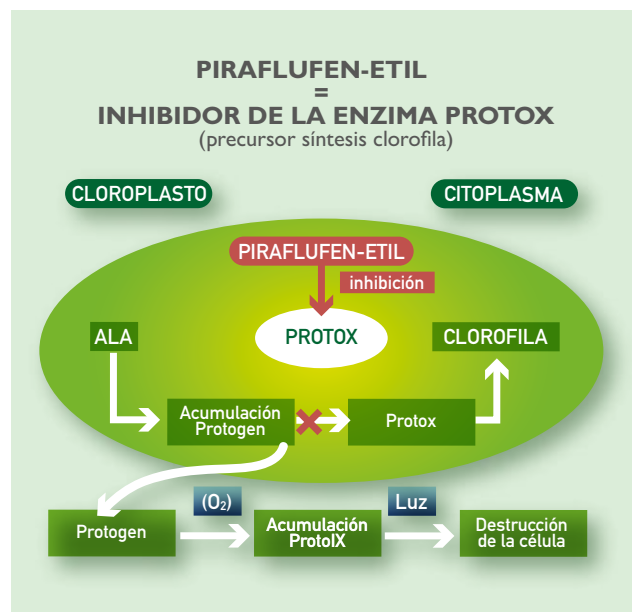 PIRAFLUFEN-ETIL
=
INHIBIDOR DE LA ENZIMA PROTOX
(precursor síntesis clorofila)
CLOROPLASTO
CITOPLASMA
PIRAFLUFEN-ETIL
inhibición
ALA
PROTOX
CLOROFILA
Acumulación
Protogen
Protox
Protogen
(O₂)
Acumulación
ProtoIX
Luz
Destrucción
de la célula